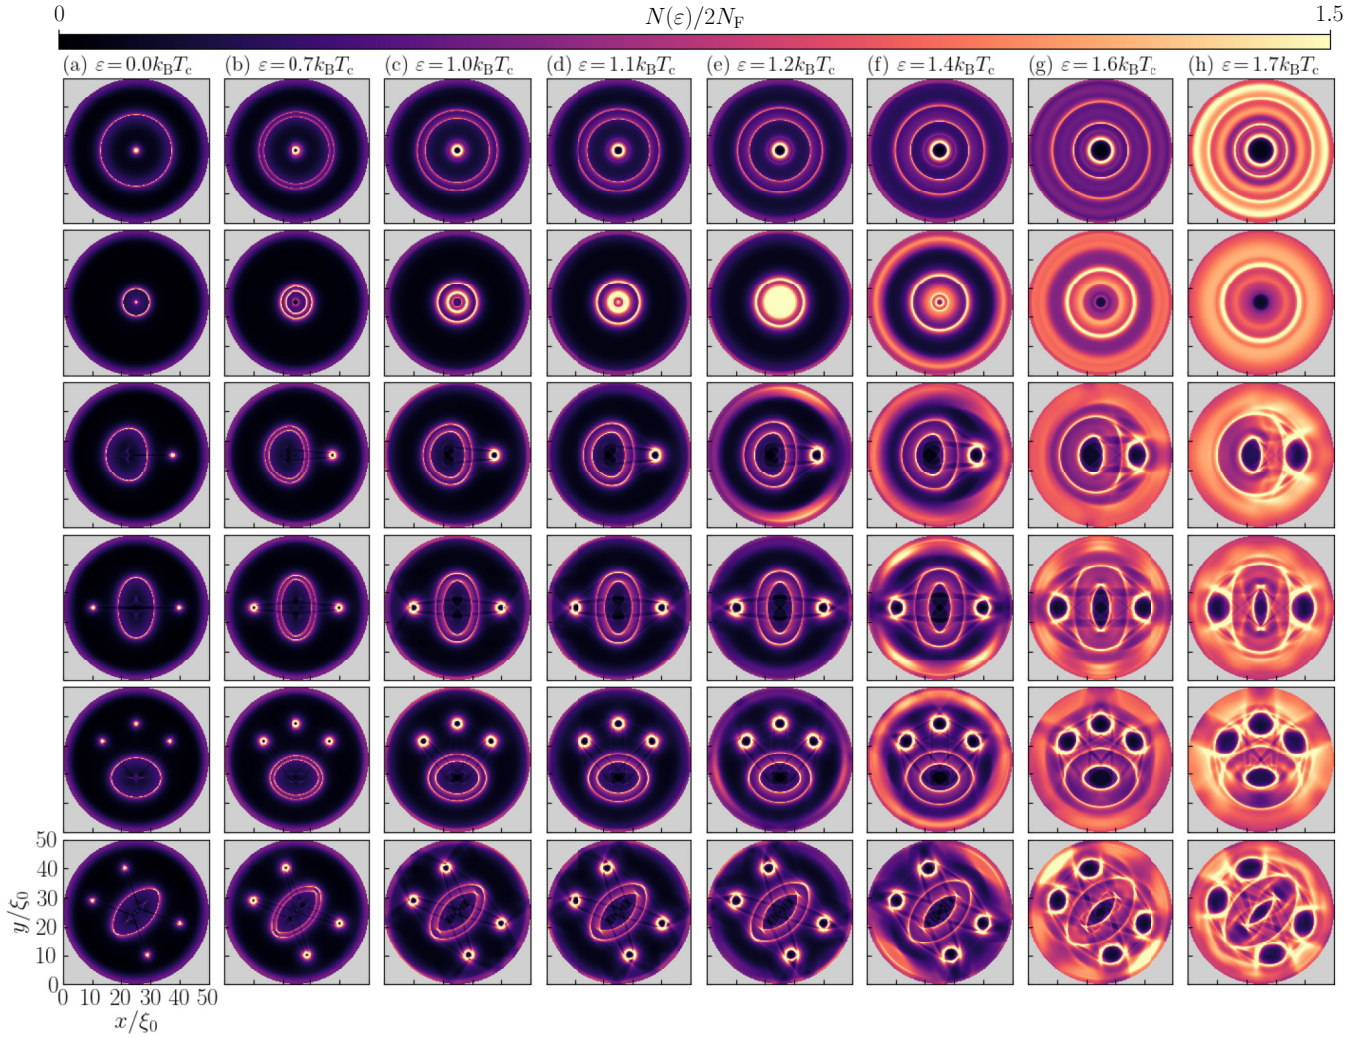 0 N(ε)/2N_F 1.5
(a) ε=0.0k_BT_c (b) ε=0.7k_BT_c (c) ε=1.0k_BT_c (d) ε=1.1k_BT_c (e) ε=1.2k_BT_c (f) ε=1.4k_BT_c (g) ε=1.6k_BT_c (h) ε=1.7k_BT_c
50
40
30
20
10
0
y/ξ_0
0 10 20 30 40 50
x/ξ_0